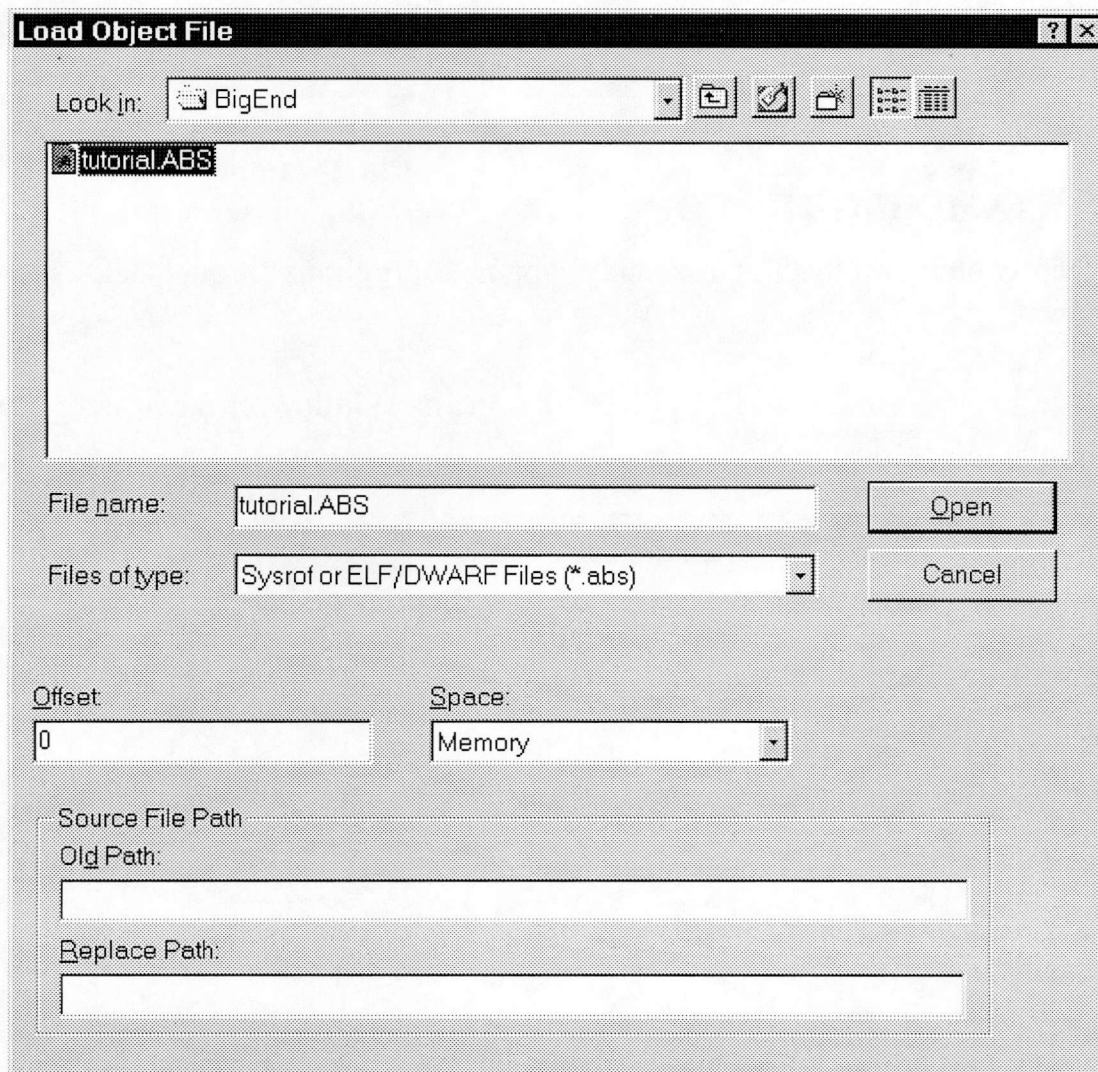 Load Object File
Look in: BigEnd
tutorial.ABS
File name: tutorial.ABS Open
Files of type: Sysrof or ELF/DWARF Files (*.abs) Cancel
Offset: Space:
0 Memory
Source File Path
Old Path:
Replace Path: